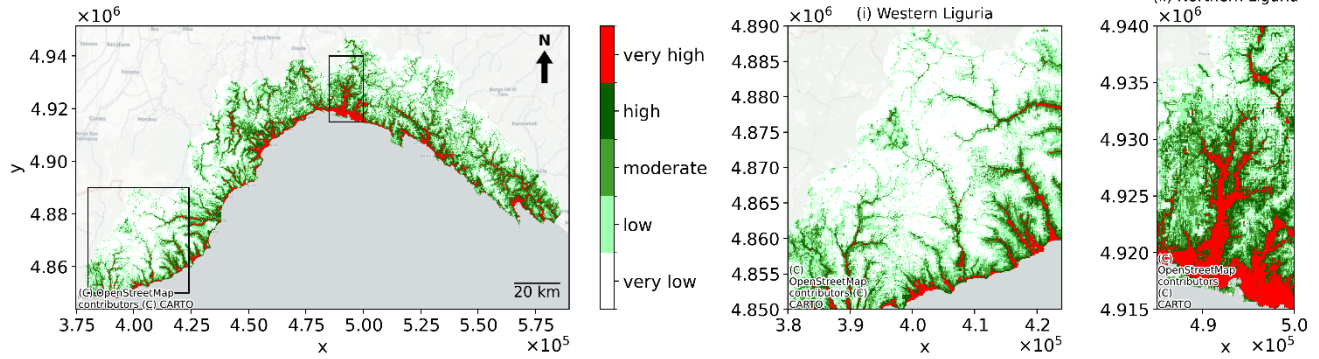 ×10⁶
4.94
4.92
4.90
4.88
4.86
y
3.75
4.00
4.25
4.50
4.75
5.00
5.25
5.50
5.75
x
×10⁵
N
20 km
(C) OpenStreetMap
contributors (C) CARTO
very high
high
moderate
low
very low
(i) Western Liguria
×10⁶
4.890
4.885
4.880
4.875
4.870
4.865
4.860
4.855
4.850
3.8
3.9
4.0
4.1
4.2
x
×10⁵
(C)
OpenStreetMap
contributors (C)
CARTO
Northern Liguria
×10⁶
4.940
4.935
4.930
4.925
4.920
4.915
4.9
5.0
x
×10⁵
(C)
OpenStreetMap
contributors
(C)
CARTO